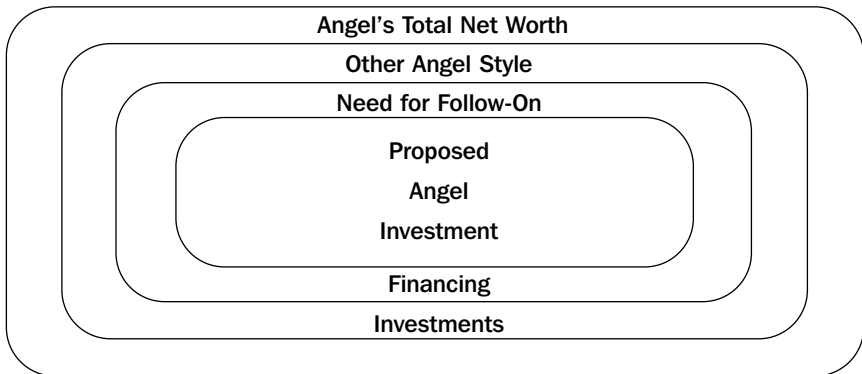 Angel’s Total Net Worth
Other Angel Style
Need for Follow-On
Proposed
Angel
Investment
Financing
Investments